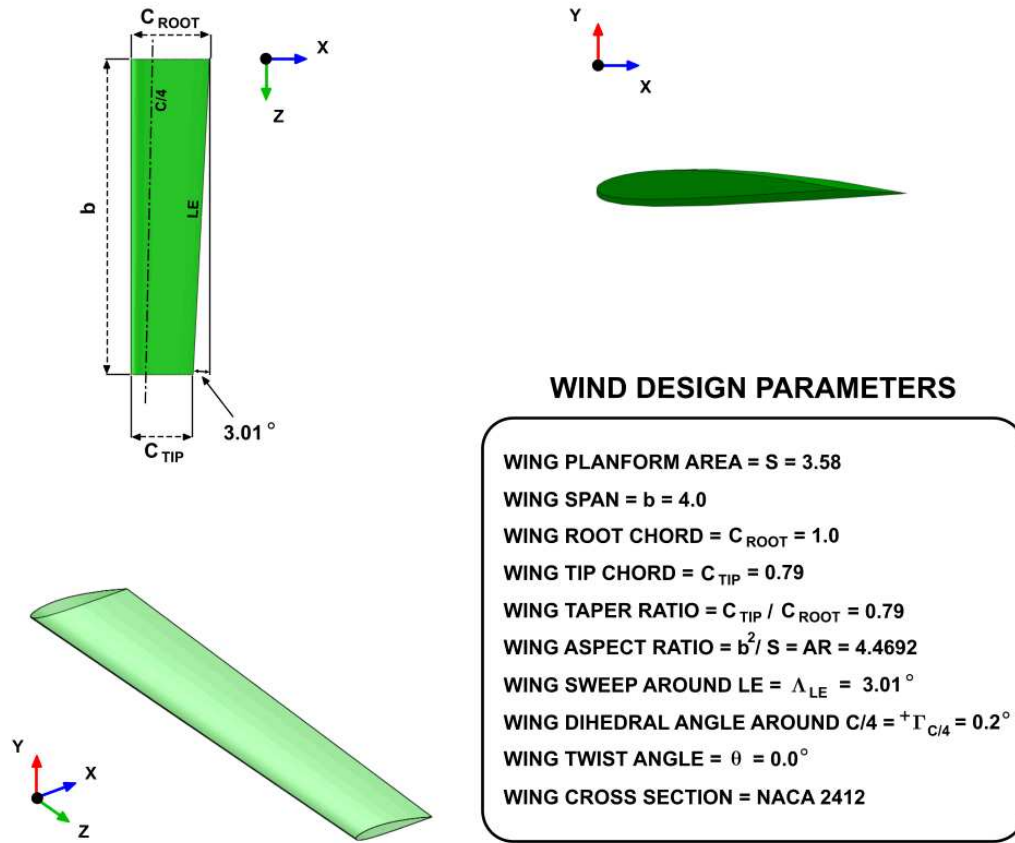 C ROOT
X
Z
C/4
b
LE
3.01°
C TIP
Y
X
WIND DESIGN PARAMETERS
WING PLANFORM AREA = S = 3.58
WING SPAN = b = 4.0
WING ROOT CHORD = C ROOT = 1.0
WING TIP CHORD = C TIP = 0.79
WING TAPER RATIO = C TIP / C ROOT = 0.79
WING ASPECT RATIO = b²/ S = AR = 4.4692
WING SWEEP AROUND LE = Λ LE = 3.01°
WING DIHEDRAL ANGLE AROUND C/4 = ⁺Γ C/4 = 0.2°
WING TWIST ANGLE = θ = 0.0°
WING CROSS SECTION = NACA 2412
Y
X
Z